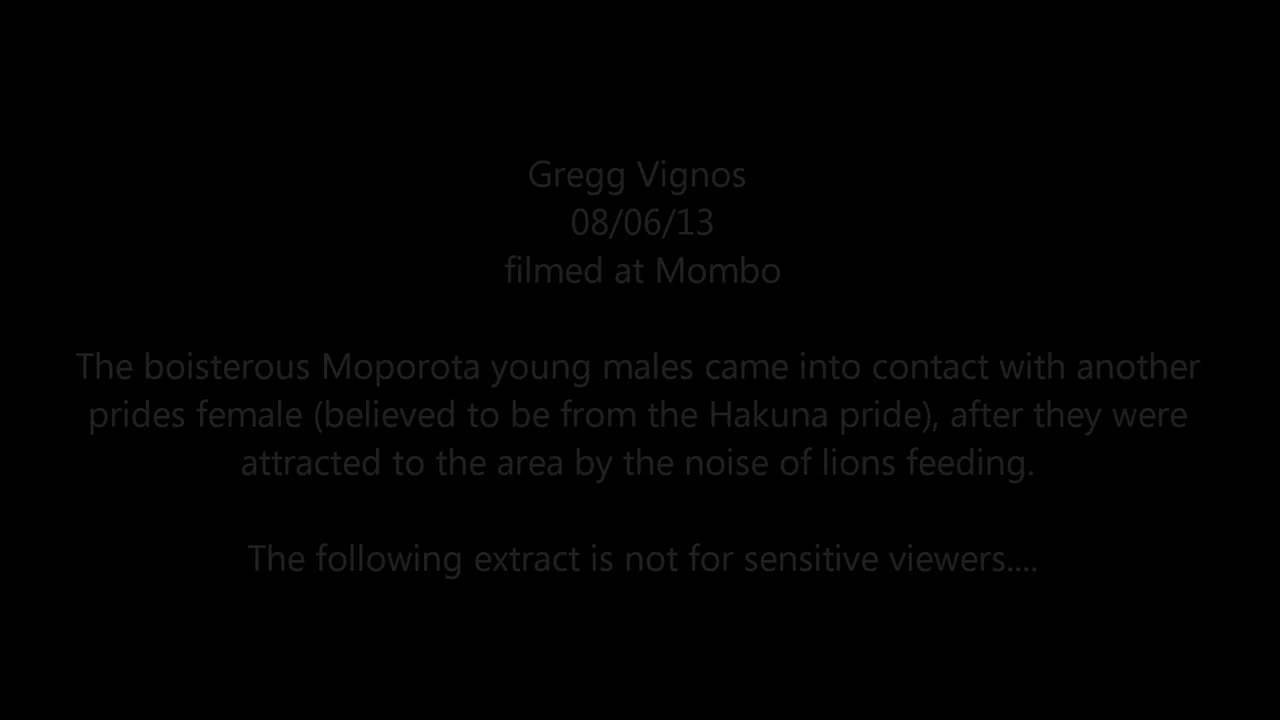 Gregg Vignos
08/06/13
filmed at Mombo
The boisterous Moporota young males came into contact with another
prides female (believed to be from the Hakuna pride), after they were
attracted to the area by the noise of lions feeding.
The following extract is not for sensitive viewers....